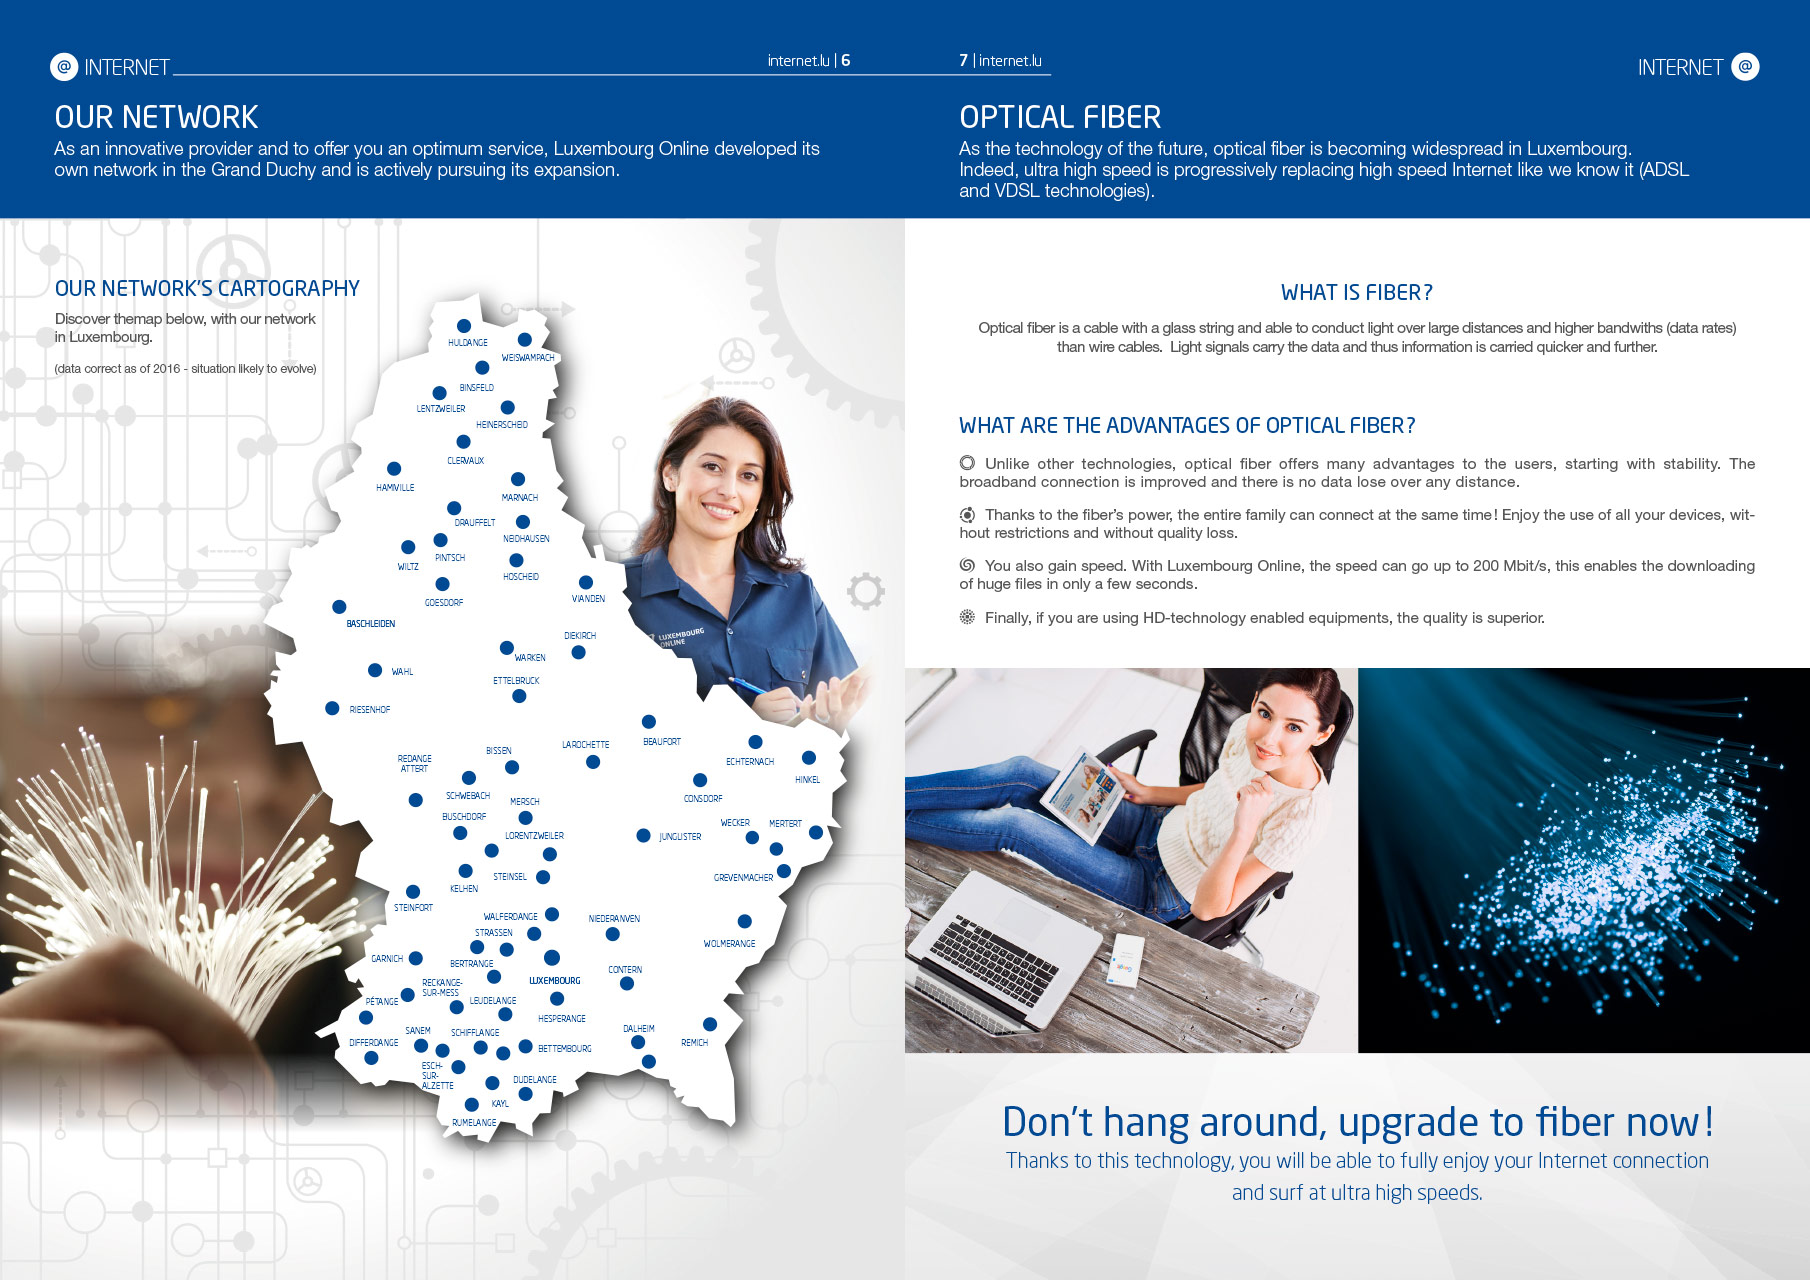 @ INTERNET
internet.lu | 6
OUR NETWORK
As an innovative provider and to offer you an optimum service, Luxembourg Online developed its
own network in the Grand Duchy and is actively pursuing its expansion.
OUR NETWORK'S CARTOGRAPHY
Discover themap below, with our network
in Luxembourg.
(data correct as of 2016 - situation likely to evolve)
HULDANGE
WEISWAMPACH
BINSFELD
LENTZWEILER
HEINERSCHEID
CLERVAUX
HAMIVILLE
MARNACH
DRAUFFELT
NEIDHAUSEN
PINTSCH
WILTZ
HOSCHEID
GOESDORF
VIANDEN
BASCHLEIDEN
DIEKIRCH
WARKEN
WAHL
ETTELBRUCK
RIESENHOF
BEAUFORT
LAROCHETTE
BISSEN
REDANGE
ATTERT
ECHTERNACH
HINKEL
SCHWEBACH
MERSCH
CONSDORF
BUSCHDORF
WECKER
MERTERT
LORENTZWEILER
JUNGLISTER
STEINSEL
GREVENMACHER
KELHEN
STEINFORT
WALFERDANGE
NIEDERANVEN
STRASSEN
WOLMERANGE
GARNICH
BERTRANGE
CONTERN
LUXEMBOURG
RECKANGE-
SUR-MESS
PÉTANGE
LEUDELANGE
HESPERANGE
SANEM
SCHIFFLANGE
DALHEIM
DIFFERDANGE
REMICH
BETTEMBOURG
ESCH-
SUR-
ALZETTE
DUDELANGE
KAYL
RUMELANGE
LUXEMBOURG
ONLINE
7 | internet.lu
INTERNET @
OPTICAL FIBER
As the technology of the future, optical fiber is becoming widespread in Luxembourg.
Indeed, ultra high speed is progressively replacing high speed Internet like we know it (ADSL
and VDSL technologies).
WHAT IS FIBER?
Optical fiber is a cable with a glass string and able to conduct light over large distances and higher bandwiths (data rates)
than wire cables. Light signals carry the data and thus information is carried quicker and further.
WHAT ARE THE ADVANTAGES OF OPTICAL FIBER?
Unlike other technologies, optical fiber offers many advantages to the users, starting with stability. The
broadband connection is improved and there is no data lose over any distance.
Thanks to the fiber's power, the entire family can connect at the same time! Enjoy the use of all your devices, wit-
hout restrictions and without quality loss.
You also gain speed. With Luxembourg Online, the speed can go up to 200 Mbit/s, this enables the downloading
of huge files in only a few seconds.
Finally, if you are using HD-technology enabled equipments, the quality is superior.
Google
Don't hang around, upgrade to fiber now!
Thanks to this technology, you will be able to fully enjoy your Internet connection
and surf at ultra high speeds.